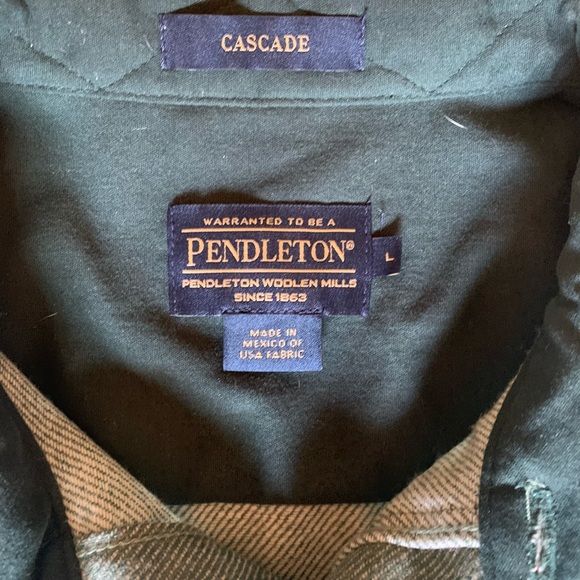 CASCADE
WARRANTED TO BE A
PENDLETON®
PENDLETON WOOLEN MILLS
SINCE 1863
L
MADE IN
MEXICO OF
USA FABRIC